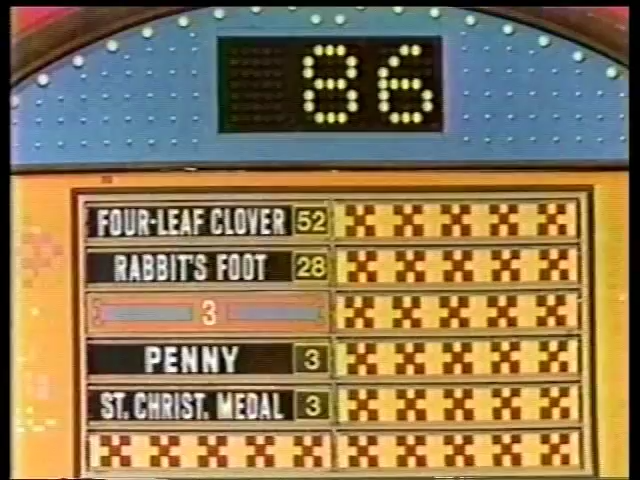 86
FOUR-LEAF CLOVER 52
RABBIT'S FOOT 28
3
PENNY 3
ST. CHRIST. MEDAL 3